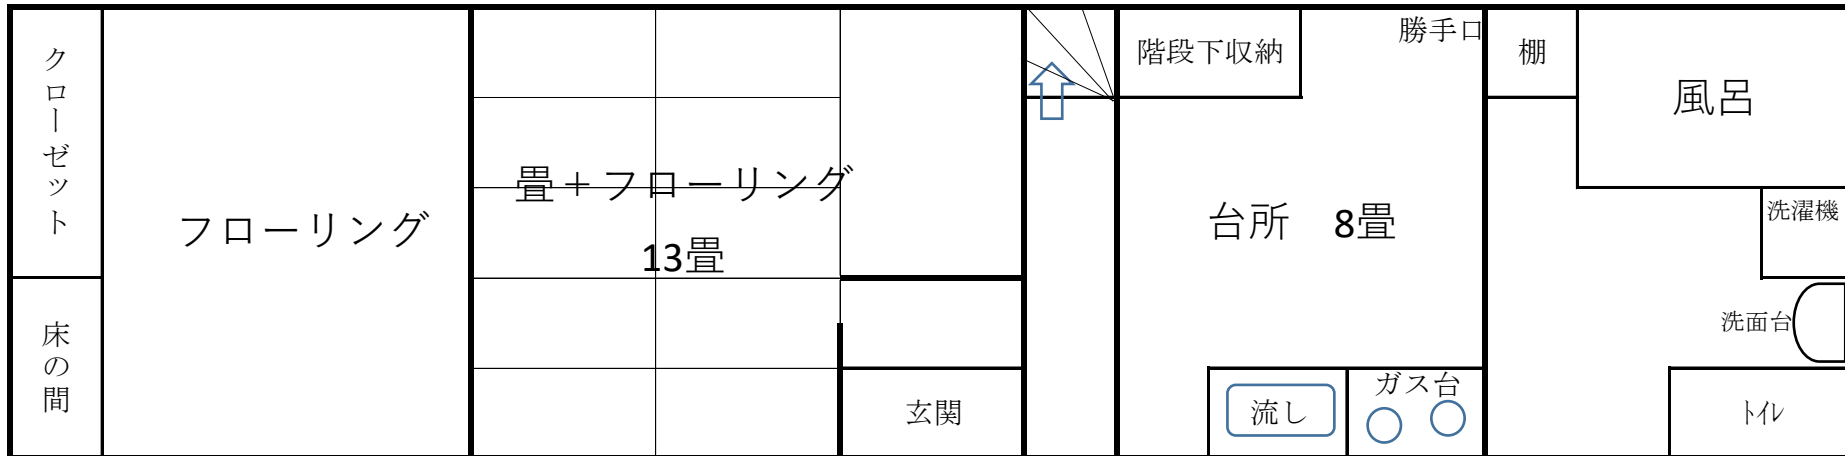 クローゼット
床の間
フローリング
畳+フローリング
13畳
玄関
階段下収納
勝手口
台所 8畳
流し
ガス台
棚
風呂
洗濯機
洗面台
トイレ